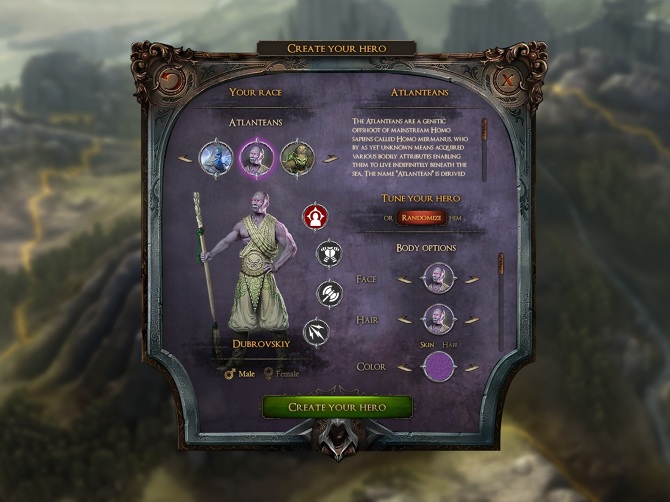 Create your hero
Your race
Atlanteans
Atlanteans
The Atlanteans are a genetic
offshoot of mainstream Homo
sapiens called Homo mermanus, who
by as yet unknown means acquired
various bodily attributes enabling
them to live indefinitely beneath the
sea. The name "Atlantean" is derived
Tune your hero
or Randomize him
Body options
Face
Hair
Skin Hair
Color
Dubrovskiy
Male Female
Create your hero